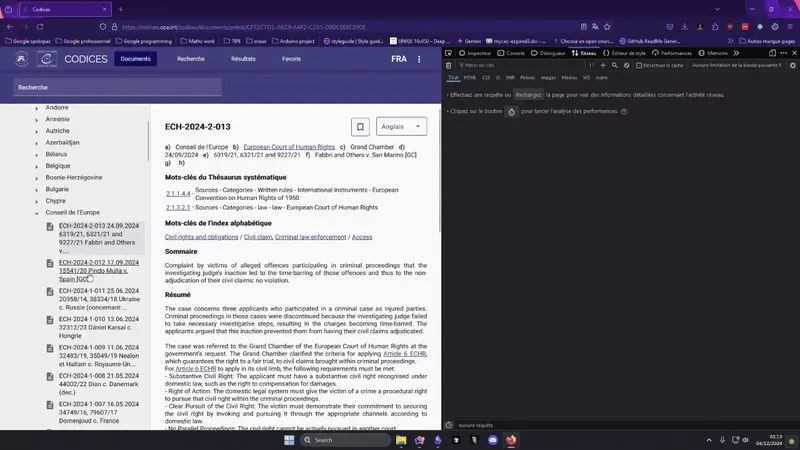 Codices
https://codices.coe.int/codices/documents/precis/
Google sputopaz
Google professionnel
Google programming
Maths work
TIPE
Arduino project
styleguide | Style guid...
UNIGE 16x50h – Deep ...
Gemini
Choose an open sourc...
GitHub ReadMe Gener...
Autres marque-pages
CODICES
Documents
Recherche
Résultats
Favoris
FRA
Recherche
Andorre
Arménie
Autriche
Azerbaïdjan
Bélarus
Belgique
Bosnie-Herzégovine
Bulgarie
Chypre
Conseil de l'Europe
ECH-2024-2-013 24.09.2024
6319/21, 6321/21 and
9227/21 Fabbri and Others
v....
ECH-2024-2-012 17.09.2024
15541/20 Pindo Mulla v.
Spain [GC]
ECH-2024-1-011 25.06.2024
20958/14, 38334/18 Ukraine
c. Russie (concernant ...
ECH-2024-1-010 13.06.2024
32312/23 Dániel Karsai c.
Hongrie
ECH-2024-1-009 11.06.2024
32483/19, 35049/19 Nealon
et Hallam c. Royaume-Un...
ECH-2024-1-008 21.05.2024
44002/22 Dian c. Danemark
(dec.)
ECH-2024-1-007 16.05.2024
34749/16, 79607/17
Domenjoud c. France
ECH-2024-2-013
Anglais
a) Conseil de l'Europe b) European Court of Human Rights c) Grand Chamber d)
24/09/2024 e) 6319/21, 6321/21 and 9227/21 f) Fabbri and Others v. San Marino [GC]
g) h)
Mots-clés du Thésaurus systématique
2.1.1.4.4 - Sources - Categories - Written rules - International instruments - European
Convention on Human Rights of 1950
2.1.3.2.1 - Sources - Categories - law - law - European Court of Human Rights
Mots-clés de l'index alphabétique
Civil rights and obligations / Civil claim, Criminal law enforcement / Access
Sommaire
Complaint by victims of alleged offences participating in criminal proceedings that the
investigating judge's inaction led to the time-barring of those offences and thus to the non-
adjudication of their civil claims: no violation.
Résumé
The case concerns three applicants who participated in a criminal case as injured parties.
Criminal proceedings in those cases were discontinued because the investigating judge failed
to take necessary investigative steps, resulting in the charges becoming time-barred. The
applicants argued that this inaction prevented them from having their civil claims adjudicated.
The case was referred to the Grand Chamber of the European Court of Human Rights at the
government's request. The Grand Chamber clarified the criteria for applying Article 6 ECHR,
which guarantees the right to a fair trial, to civil claims brought within criminal proceedings.
For Article 6 ECHR to apply in its civil limb, the following requirements must be met:
- Substantive Civil Right: The applicant must have a substantive civil right recognised under
domestic law, such as the right to compensation for damages.
- Right of Action: The domestic legal system must give the victim of a crime a procedural right
to pursue that civil right within the criminal proceedings.
- Clear Pursuit of the Civil Right: The victim must demonstrate their commitment to securing
the civil right by invoking and pursuing it through the appropriate channels according to
domestic law.
- No Parallel Proceedings: The civil right cannot be actively pursued in another court
Inspecteur
Console
Débogueur
Réseau
Éditeur de style
Performances
Mémoire
Filtrer les URL
Désactiver le cache
Aucune limitation de la bande passante
Tout HTML CSS JS XHR Polices Images Médias WS Autre
• Effectuez une requête ou Rechargez la page pour voir des informations détaillées concernant l'activité réseau.
• Cliquez sur le bouton pour lancer l'analyse des performances.
Aucune requête
Search
01:13
04/12/2024